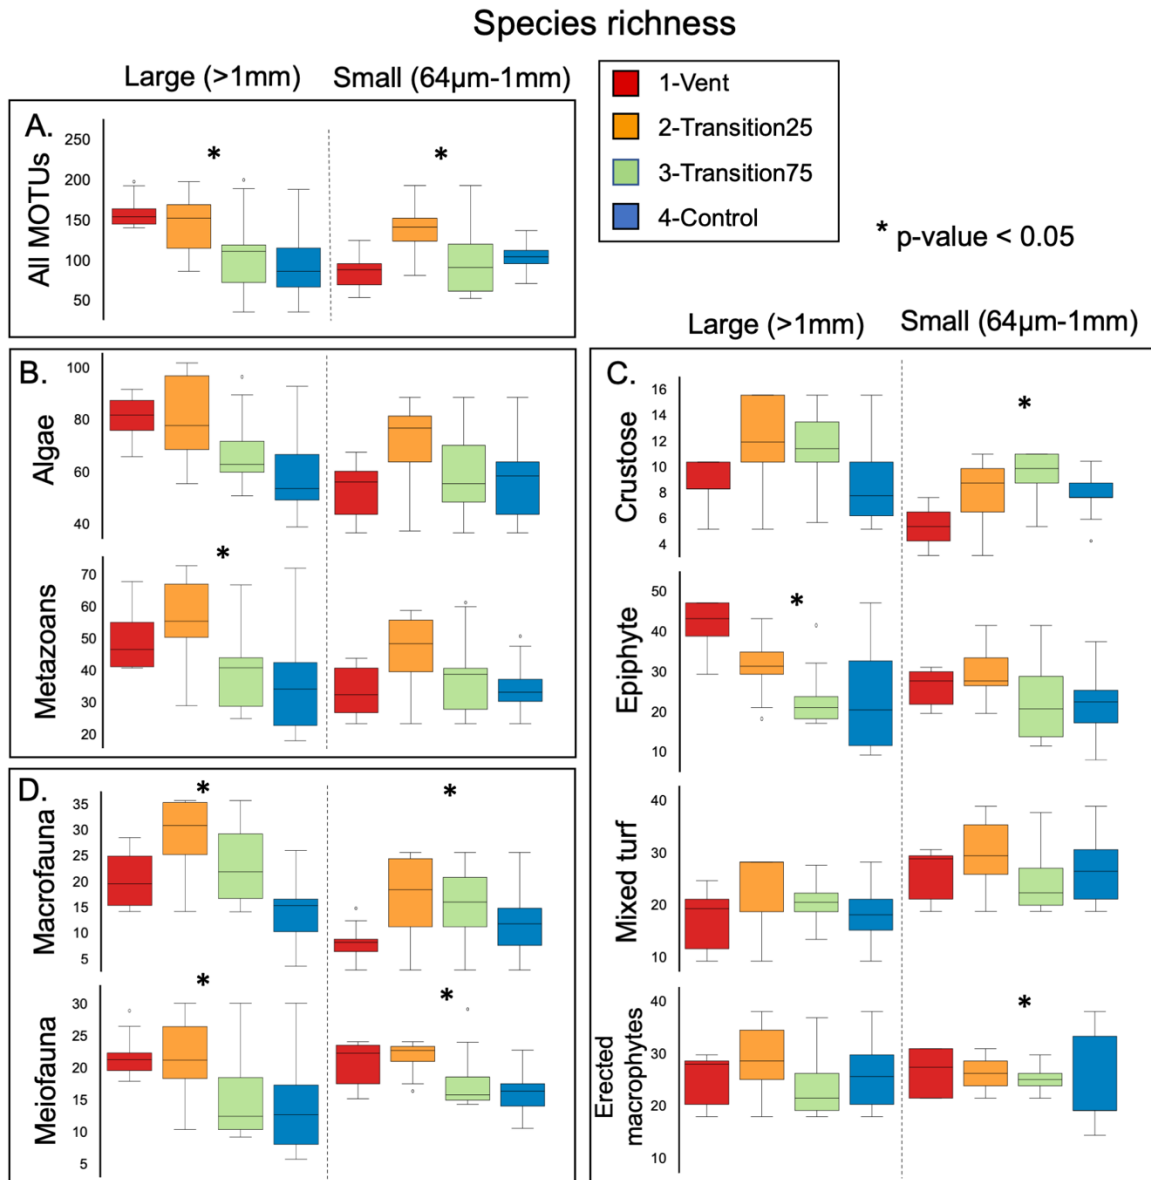 Species richness
Large (>1mm)
Small (64µm-1mm)
1-Vent
2-Transition25
3-Transition75
4-Control
* p-value < 0.05
A.
All MOTUs
250
200
150
100
50
*
*
B.
Algae
100
80
60
40
Metazoans
70
60
50
40
30
20
*
D.
Macrofauna
35
30
25
20
15
10
5
*
*
Meiofauna
30
25
20
15
10
5
*
*
Large (>1mm)
Small (64µm-1mm)
C.
Crustose
16
14
12
10
8
6
4
*
Epiphyte
50
40
30
20
10
*
Mixed turf
40
30
20
10
Erected
macrophytes
40
30
20
10
*